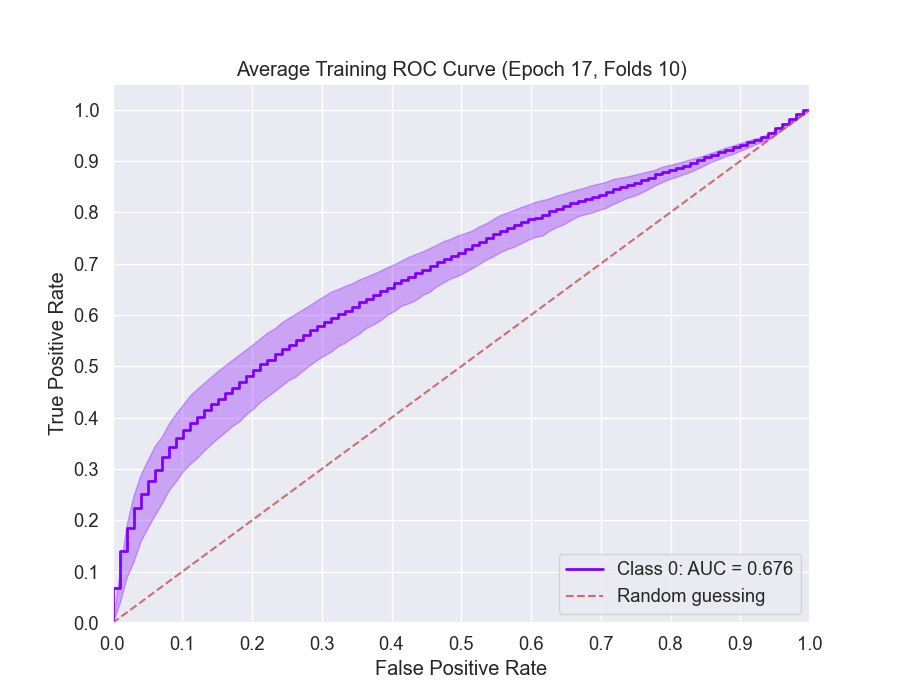 Average Training ROC Curve (Epoch 17, Folds 10)
True Positive Rate
1.0
0.9
0.8
0.7
0.6
0.5
0.4
0.3
0.2
0.1
0.0
Class 0: AUC = 0.676
Random guessing
0.0 0.1 0.2 0.3 0.4 0.5 0.6 0.7 0.8 0.9 1.0
False Positive Rate